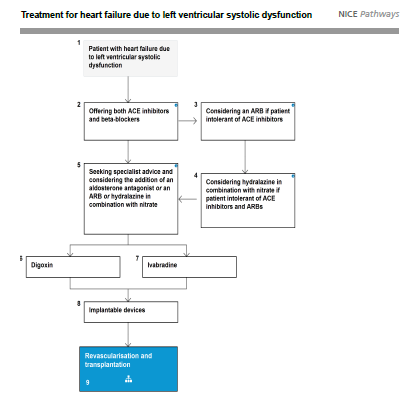 Treatment for heart failure due to left ventricular systolic dysfunction
NICE Pathways
1
Patient with heart failure due
to left ventricular systolic
dysfunction
2
Offering both ACE inhibitors
and beta-blockers
3
Considering an ARB if patient
intolerant of ACE inhibitors
5
Seeking specialist advice and
considering the addition of an
aldosterone antagonist or an
ARB or hydralazine in
combination with nitrate
4
Considering hydralazine in
combination with nitrate if
patient intolerant of ACE
inhibitors and ARBs
6
Digoxin
7
Ivabradine
8
Implantable devices
Revascularisation and
transplantation
9